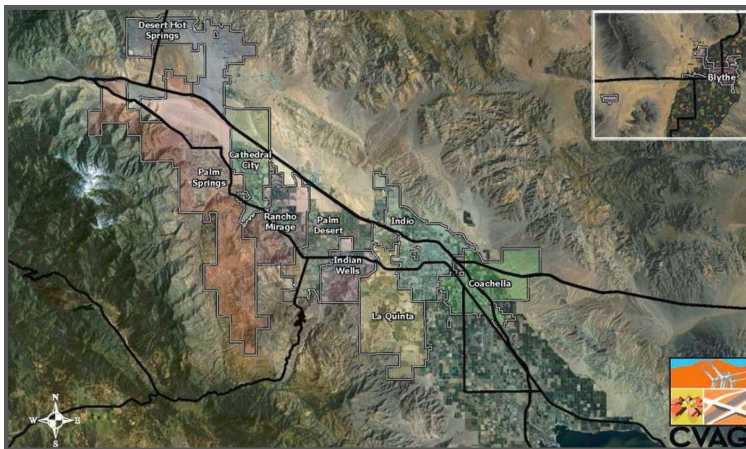 Desert Hot
Springs
Blythe
Cathedral
City
Palm
Springs
Rancho
Mirage
Palm
Desert
Indio
Indian
Wells
Coachella
La Quinta
N
W
E
S
CVAG